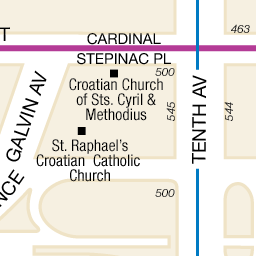 T
CARDINAL
463
STEPINAC PL
500
Croatian Church
of Sts. Cyril &
Methodius
545
544
TENTH AV
GALVIN AV
NCE
St. Raphael's
Croatian Catholic
Church
500